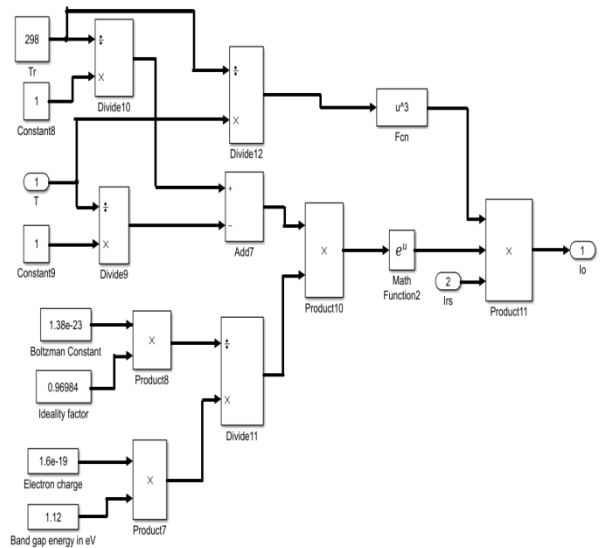 298
Tr
÷
×
Divide10
1
Constant8
÷
×
Divide12
u^3
Fcn
1
T
÷
×
Divide9
1
Constant9
+
−
Add7
×
Product10
e^u
Math
Function2
2
Irs
×
Product11
1
Io
1.38e-23
Boltzman Constant
0.96984
Ideality factor
×
Product8
÷
×
Divide11
1.6e-19
Electron charge
1.12
Band gap energy in eV
×
Product7